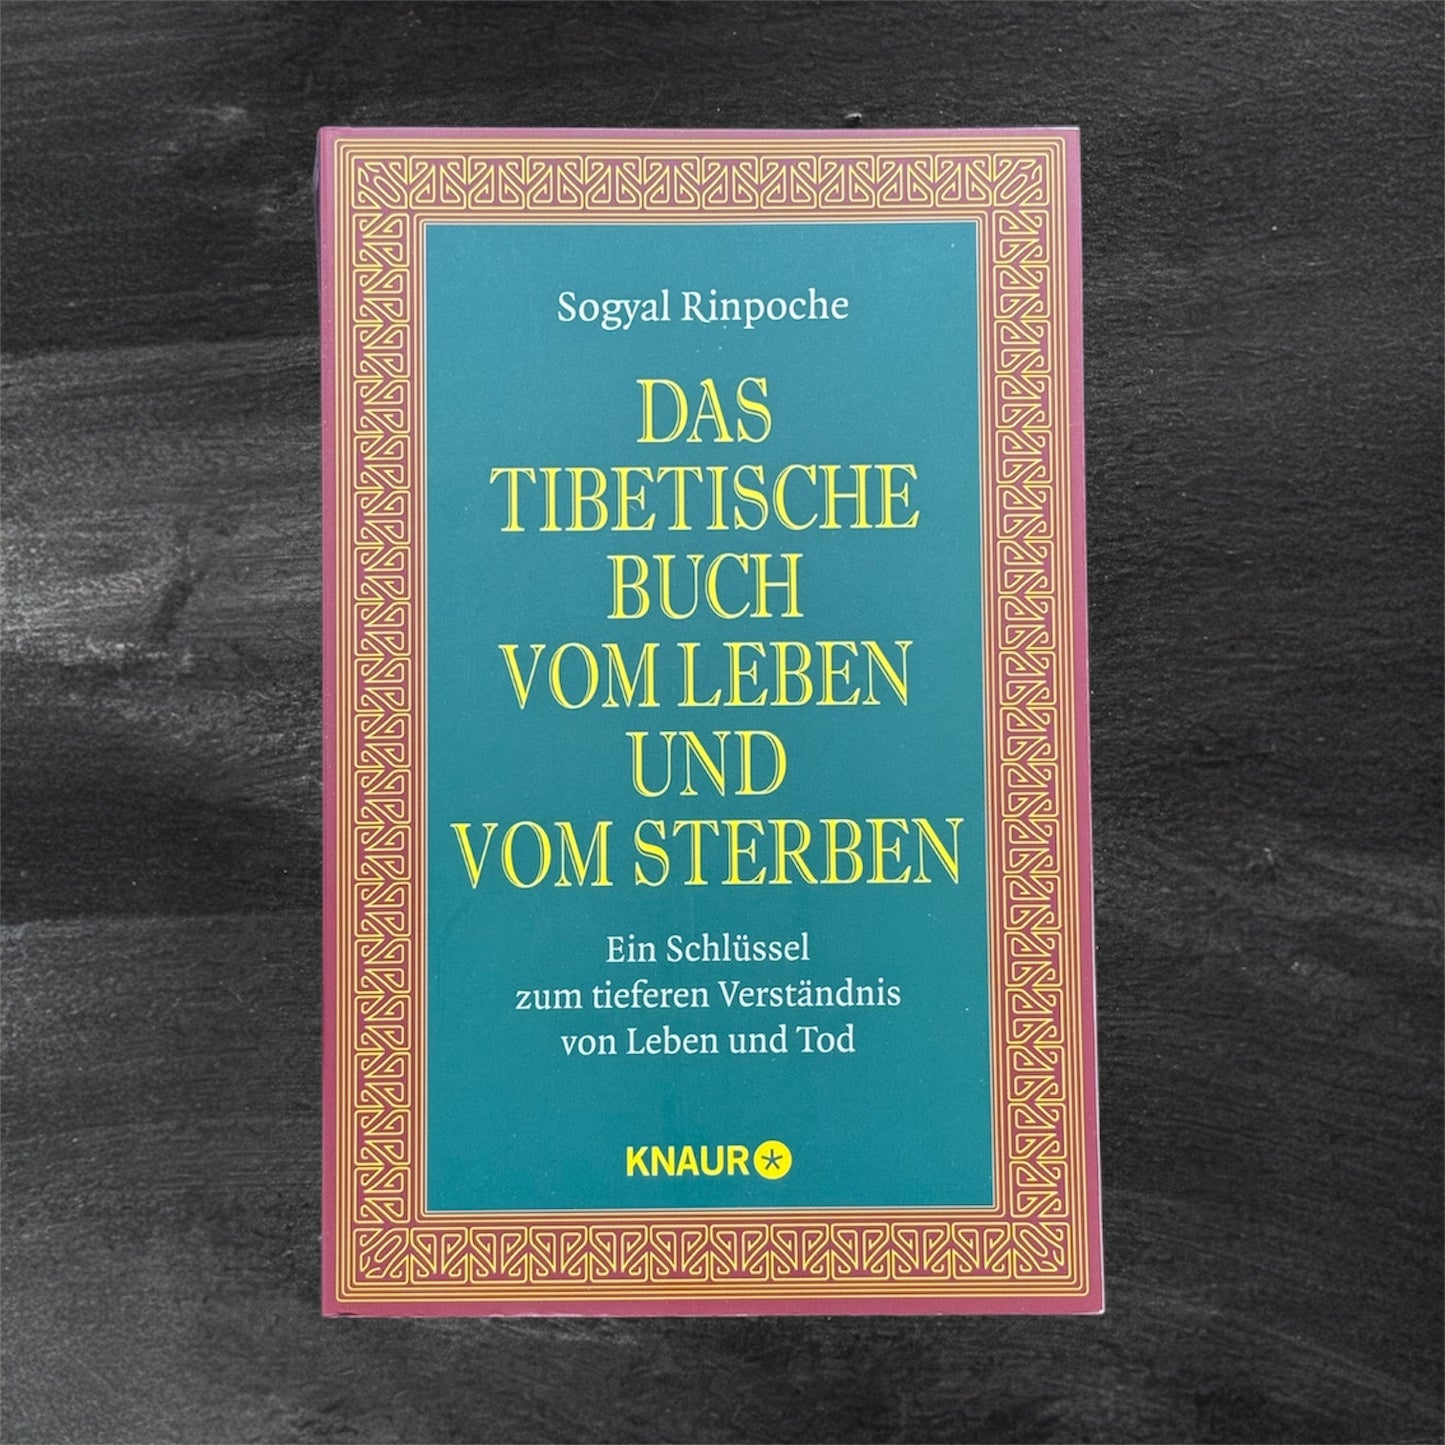 Sogyal Rinpoche
DAS
TIBETISCHE
BUCH
VOM LEBEN
UND
VOM STERBEN
Ein Schlüssel
zum tieferen Verständnis
von Leben und Tod
KNAUR